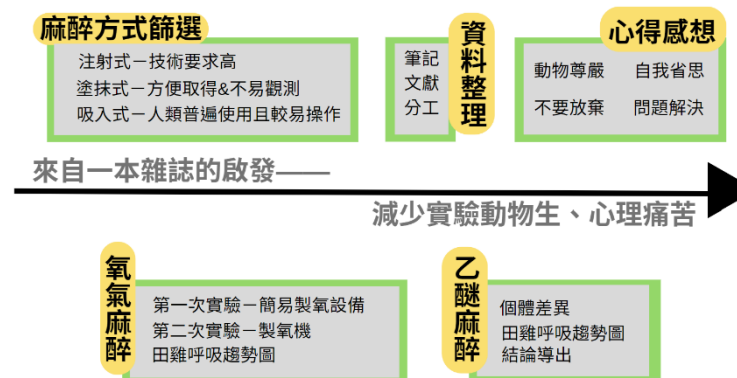 麻醉方式篩選
注射式－技術要求高
塗抹式－方便取得&不易觀測
吸入式－人類普遍使用且較易操作
資料整理
筆記
文獻
分工
心得感想
動物尊嚴 自我省思
不要放棄 問題解決
來自一本雜誌的啟發——
減少實驗動物生、心理痛苦
氧氣麻醉
第一次實驗－簡易製氧設備
第二次實驗－製氧機
田雞呼吸趨勢圖
乙醚麻醉
個體差異
田雞呼吸趨勢圖
結論導出